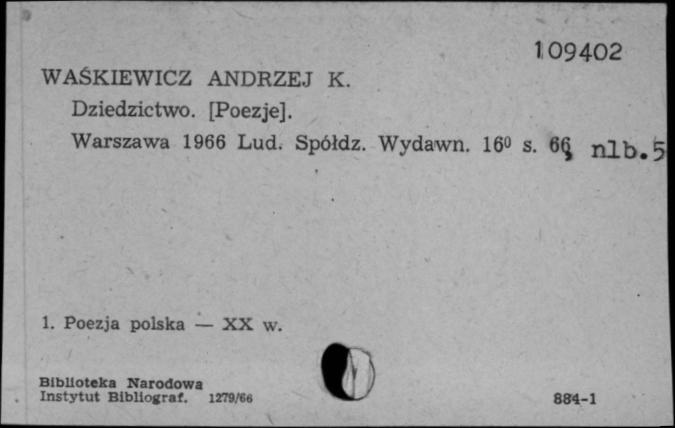 109402
WAŚKIEWICZ ANDRZEJ K.
Dziedzictwo. [Poezje].
Warszawa 1966 Lud. Spółdz. Wydawn. 16⁰ s. 66, nlb. 5
1. Poezja polska — XX w.
Biblioteka Narodowa
Instytut Bibliograf. 1279/66
884-1